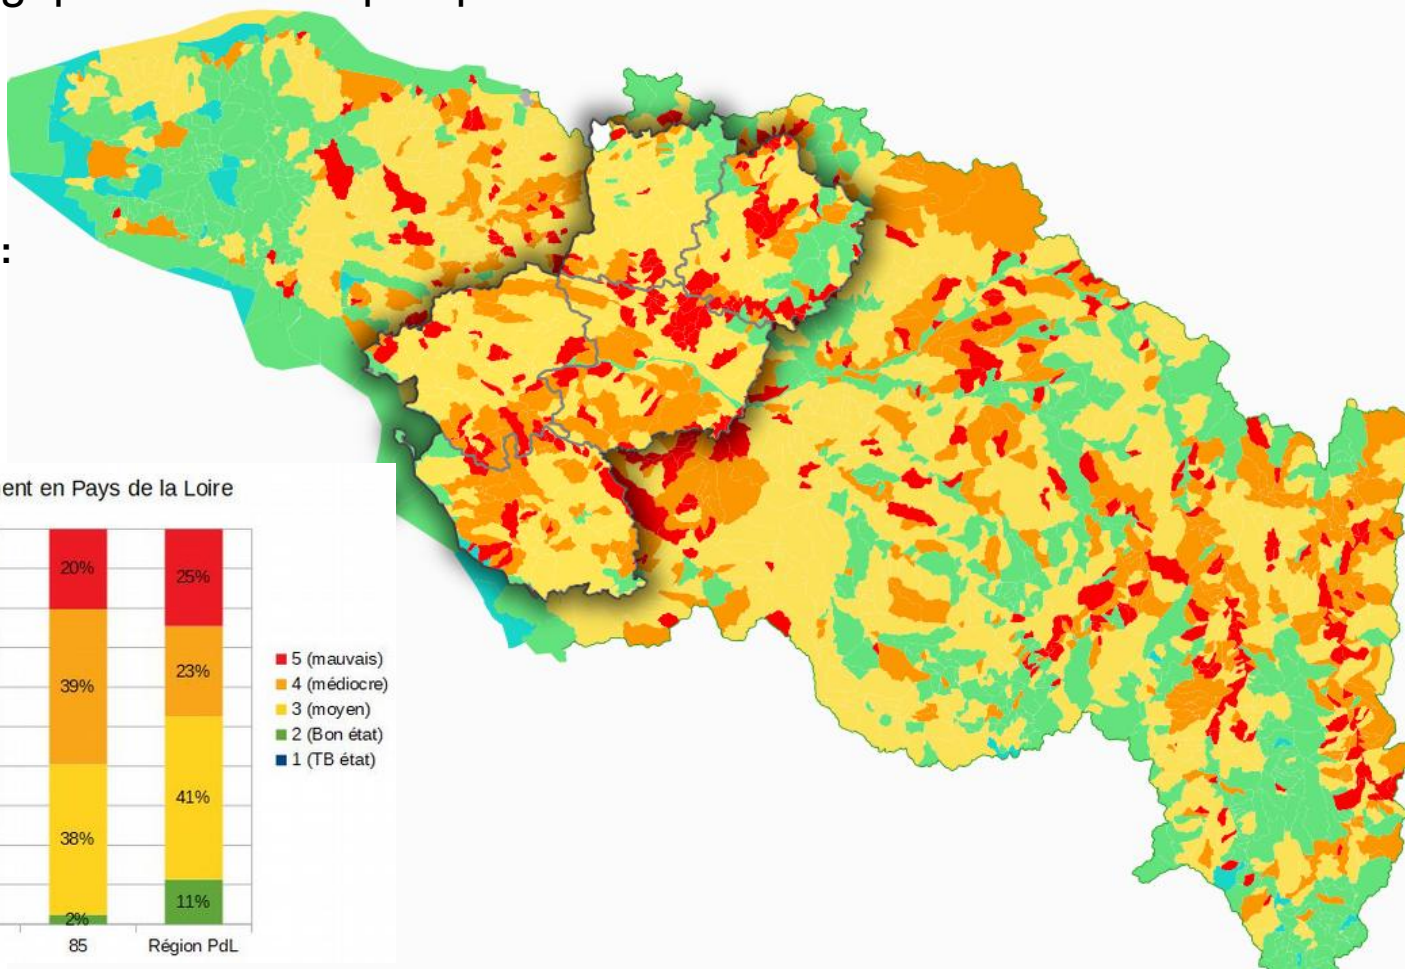 :
ent en Pays de la Loire
20%
25%
39%
23%
38%
41%
2%
11%
85
Région PdL
5 (mauvais)
4 (médiocre)
3 (moyen)
2 (Bon état)
1 (TB état)